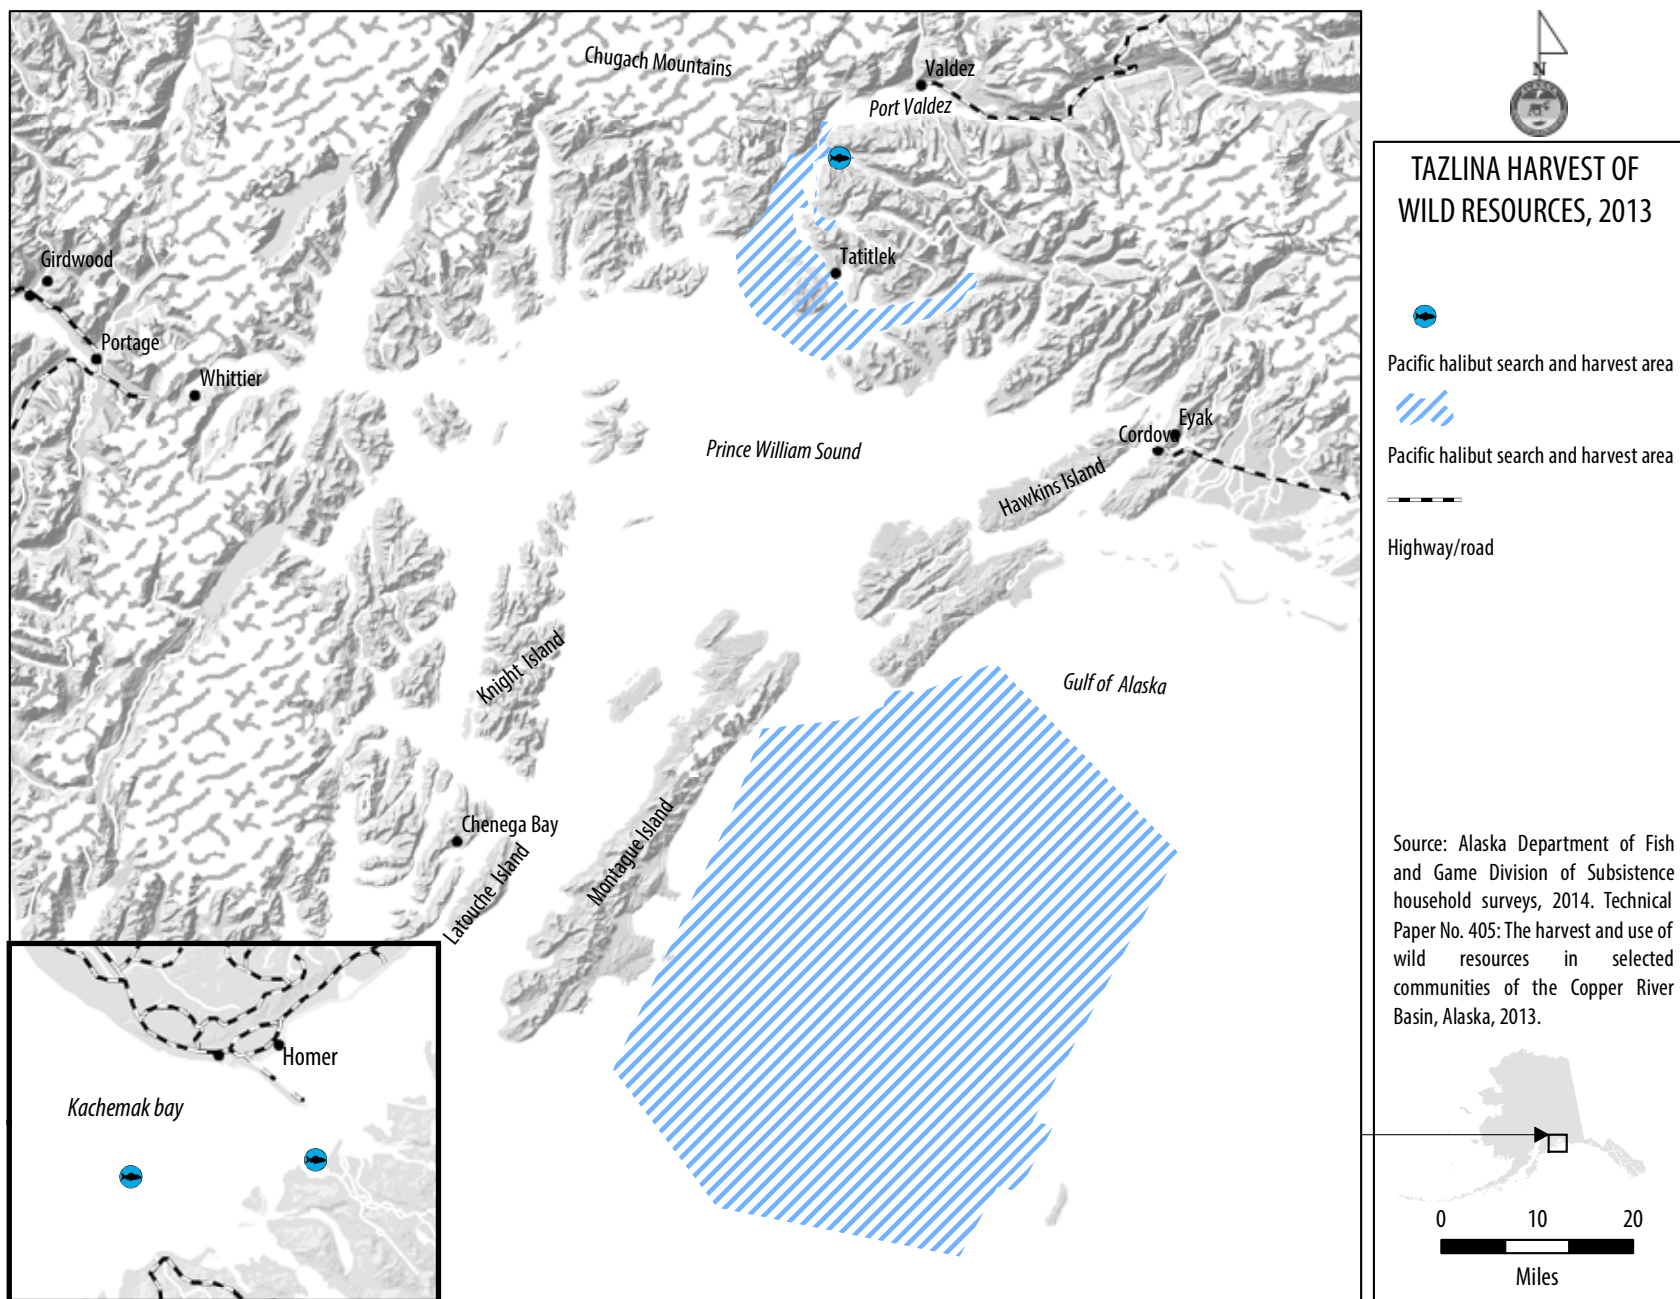 Chugach Mountains
Valdez
Port Valdez
Girdwood
Tatitlek
Portage
Whittier
Prince William Sound
Eyak
Cordova
Hawkins Island
Knight Island
Gulf of Alaska
Chenega Bay
Latouche Island
Montague Island
Homer
Kachemak bay
N
TAZLINA HARVEST OF
WILD RESOURCES, 2013
Pacific halibut search and harvest area
Pacific halibut search and harvest area
Highway/road
Source: Alaska Department of Fish
and Game Division of Subsistence
household surveys, 2014. Technical
Paper No. 405: The harvest and use of
wild resources in selected
communities of the Copper River
Basin, Alaska, 2013.
0 10 20
Miles